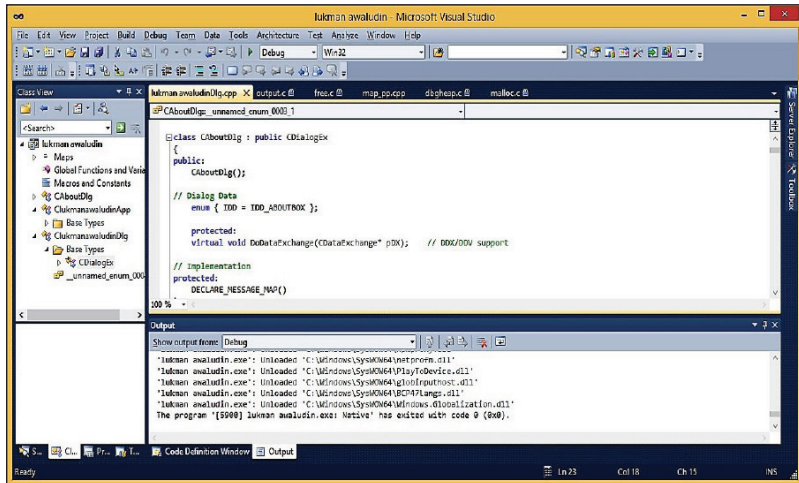 lukman awaludin - Microsoft Visual Studio
File Edit View Project Build Debug Team Data Tools Architecture Test Analyze Window Help
Debug Win32
Class View
lukman awaludinDlg.cpp output.c free.c map_pp.cpp dbgheap.c malloc.c
CAboutDlg::__unnamed_enum_0003_1
<Search>
lukman awaludin
Maps
Global Functions and Varia
Macros and Constants
CAboutDlg
ClukmanawaludinApp
Base Types
ClukmanawaludinDlg
Base Types
CDialogEx
__unnamed_enum_000
class CAboutDlg : public CDialogEx
{
public:
CAboutDlg();
// Dialog Data
enum { IDD = IDD_ABOUTBOX };
protected:
virtual void DoDataExchange(CDataExchange* pDX); // DDX/DDV support
// Implementation
protected:
DECLARE_MESSAGE_MAP()
100 %
Server Explorer
Toolbox
Output
Show output from: Debug
'lukman awaludin.exe': Unloaded 'C:\Windows\SysWOW64\netprofm.dll'
'lukman awaludin.exe': Unloaded 'C:\Windows\SysWOW64\PlayToDevice.dll'
'lukman awaludin.exe': Unloaded 'C:\Windows\SysWOW64\globinputhost.dll'
'lukman awaludin.exe': Unloaded 'C:\Windows\SysWOW64\BCP47Langs.dll'
'lukman awaludin.exe': Unloaded 'C:\Windows\SysWOW64\Windows.Globalization.dll'
The program '[5900] lukman awaludin.exe: Native' has exited with code 0 (0x0).
S... Cl... Pr... T...
Code Definition Window Output
Ready Ln 23 Col 18 Ch 15 INS